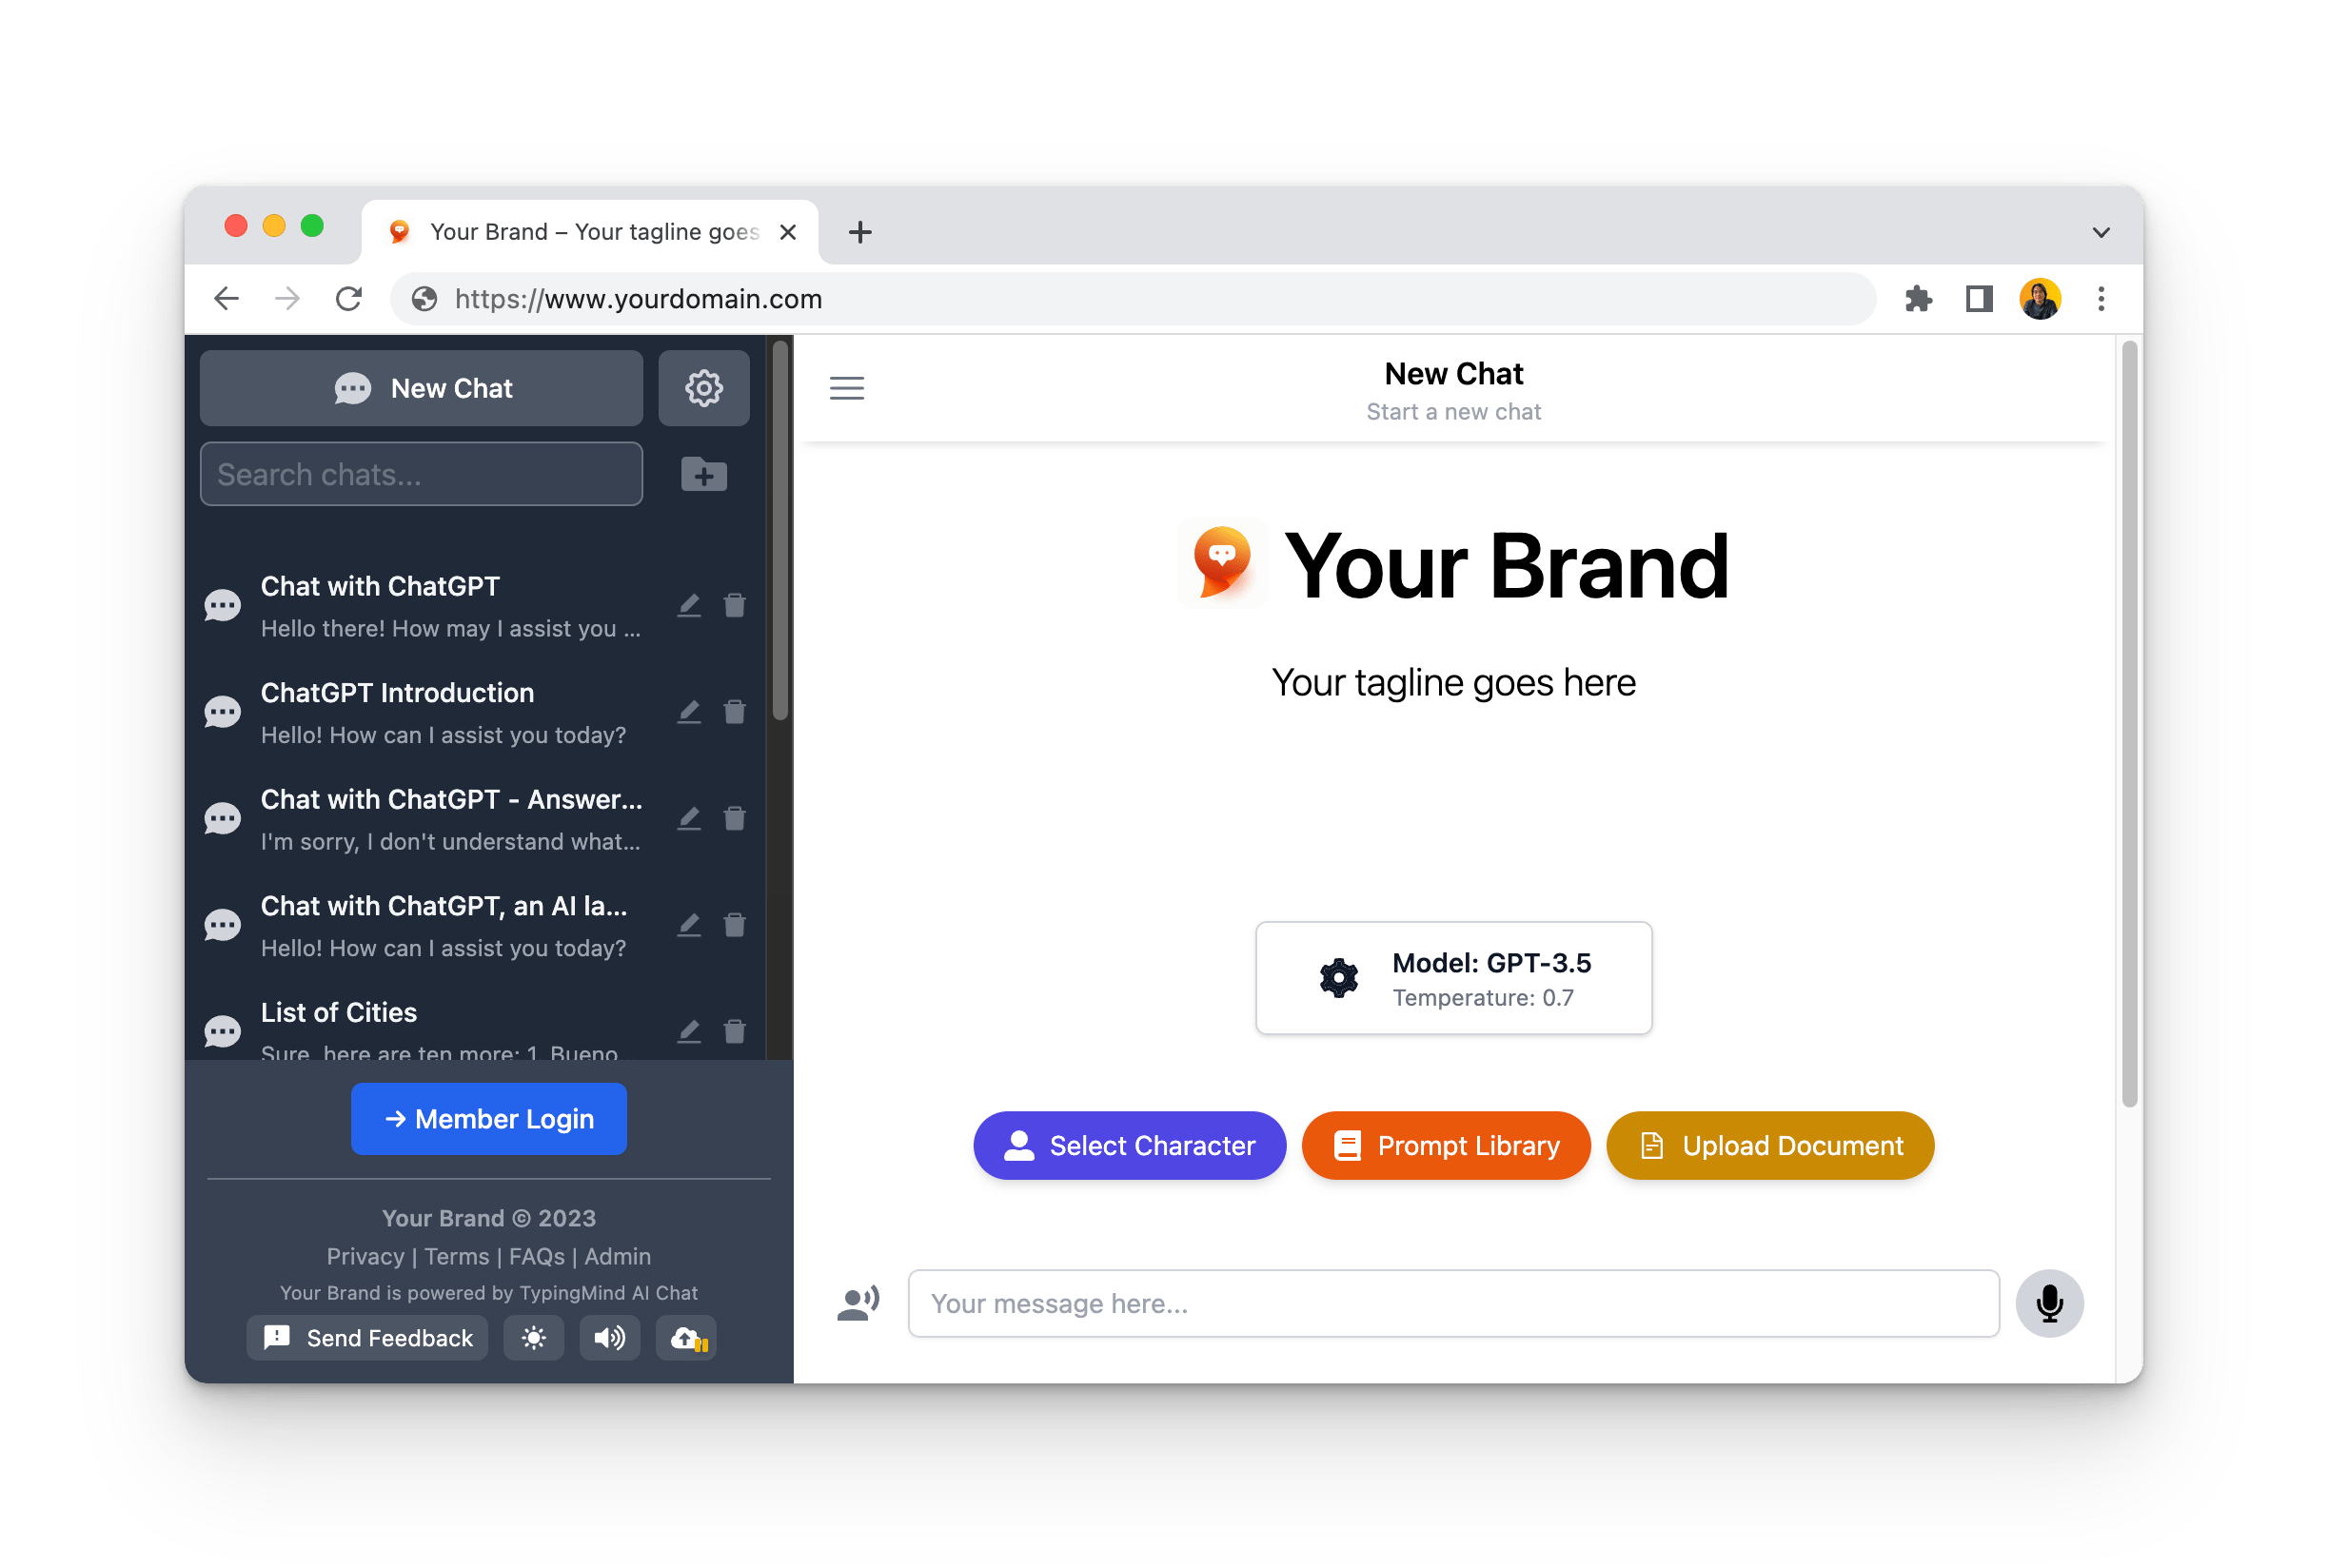 Your Brand – Your tagline goes
https://www.yourdomain.com
New Chat
Search chats...
Chat with ChatGPT
Hello there! How may I assist you ...
ChatGPT Introduction
Hello! How can I assist you today?
Chat with ChatGPT - Answer...
I'm sorry, I don't understand what...
Chat with ChatGPT, an AI la...
Hello! How can I assist you today?
List of Cities
Sure, here are ten more: 1. Bueno...
→ Member Login
Your Brand © 2023
Privacy | Terms | FAQs | Admin
Your Brand is powered by TypingMind AI Chat
Send Feedback
New Chat
Start a new chat
Your Brand
Your tagline goes here
Model: GPT-3.5
Temperature: 0.7
Select Character
Prompt Library
Upload Document
Your message here...